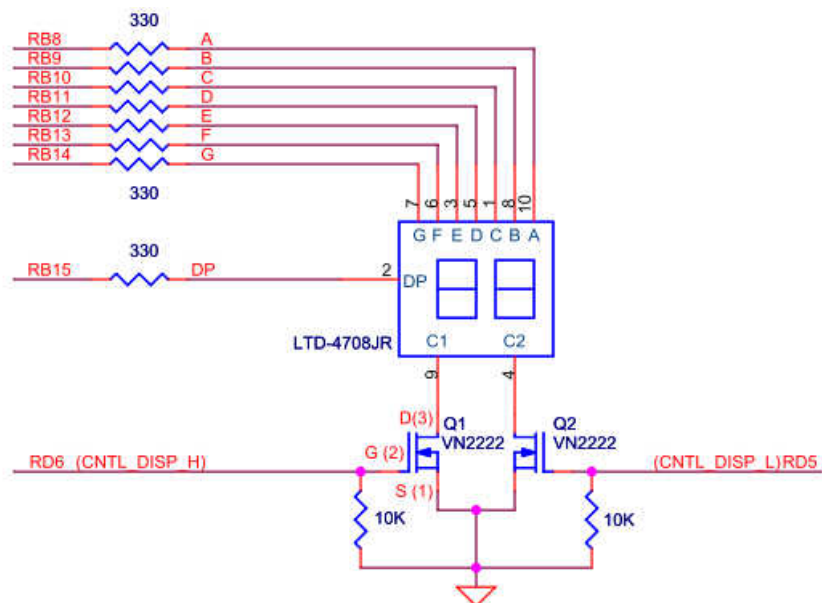 330
RB8 A
RB9 B
RB10 C
RB11 D
RB12 E
RB13 F
RB14 G
330
7 6 3 5 1 8 10
G F E D C B A
330
RB15 DP 2 DP
LTD-4708JR
C1 C2
9 4
D(3) Q1 Q2
VN2222 VN2222
G (2)
RD6 (CNTL_DISP_H) (CNTL_DISP_L)RD5
S (1)
10K 10K